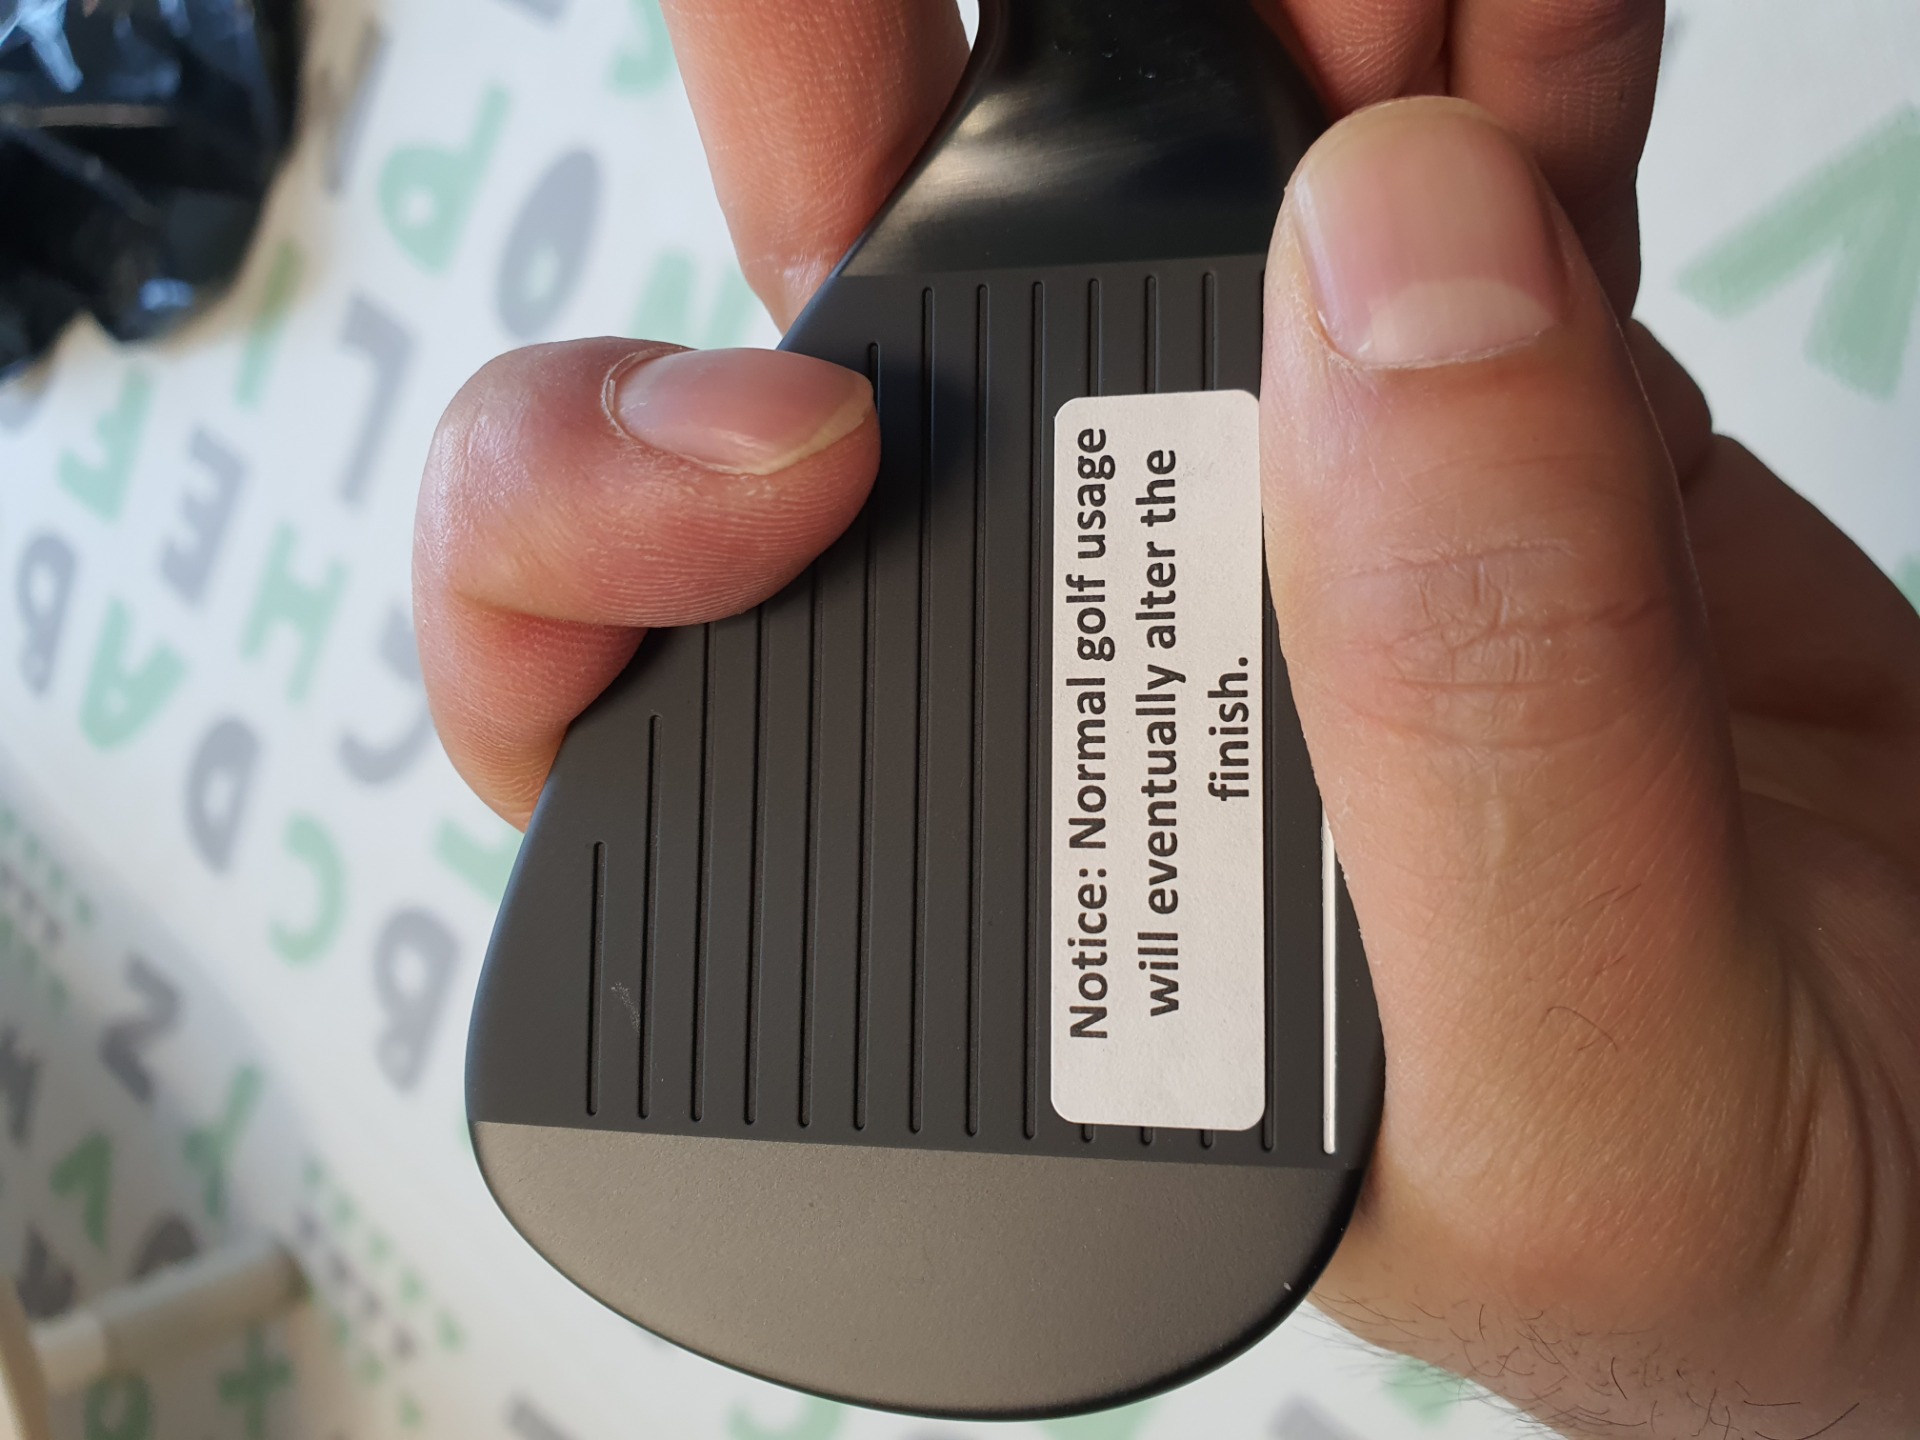 Notice: Normal golf usage
will eventually alter the
finish.